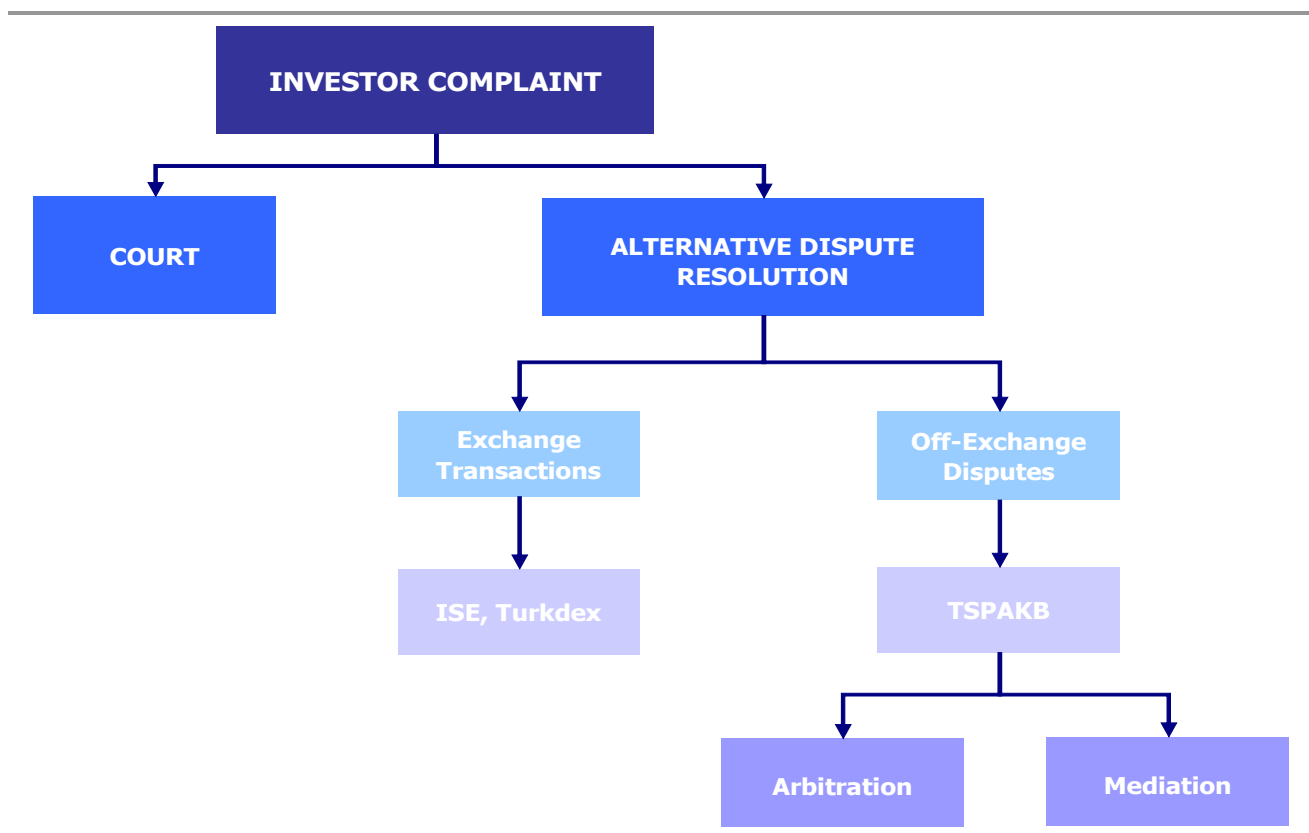 INVESTOR COMPLAINT
COURT
ALTERNATIVE DISPUTE
RESOLUTION
Exchange
Transactions
Off-Exchange
Disputes
ISE, Turkdex
TSPAKB
Arbitration
Mediation